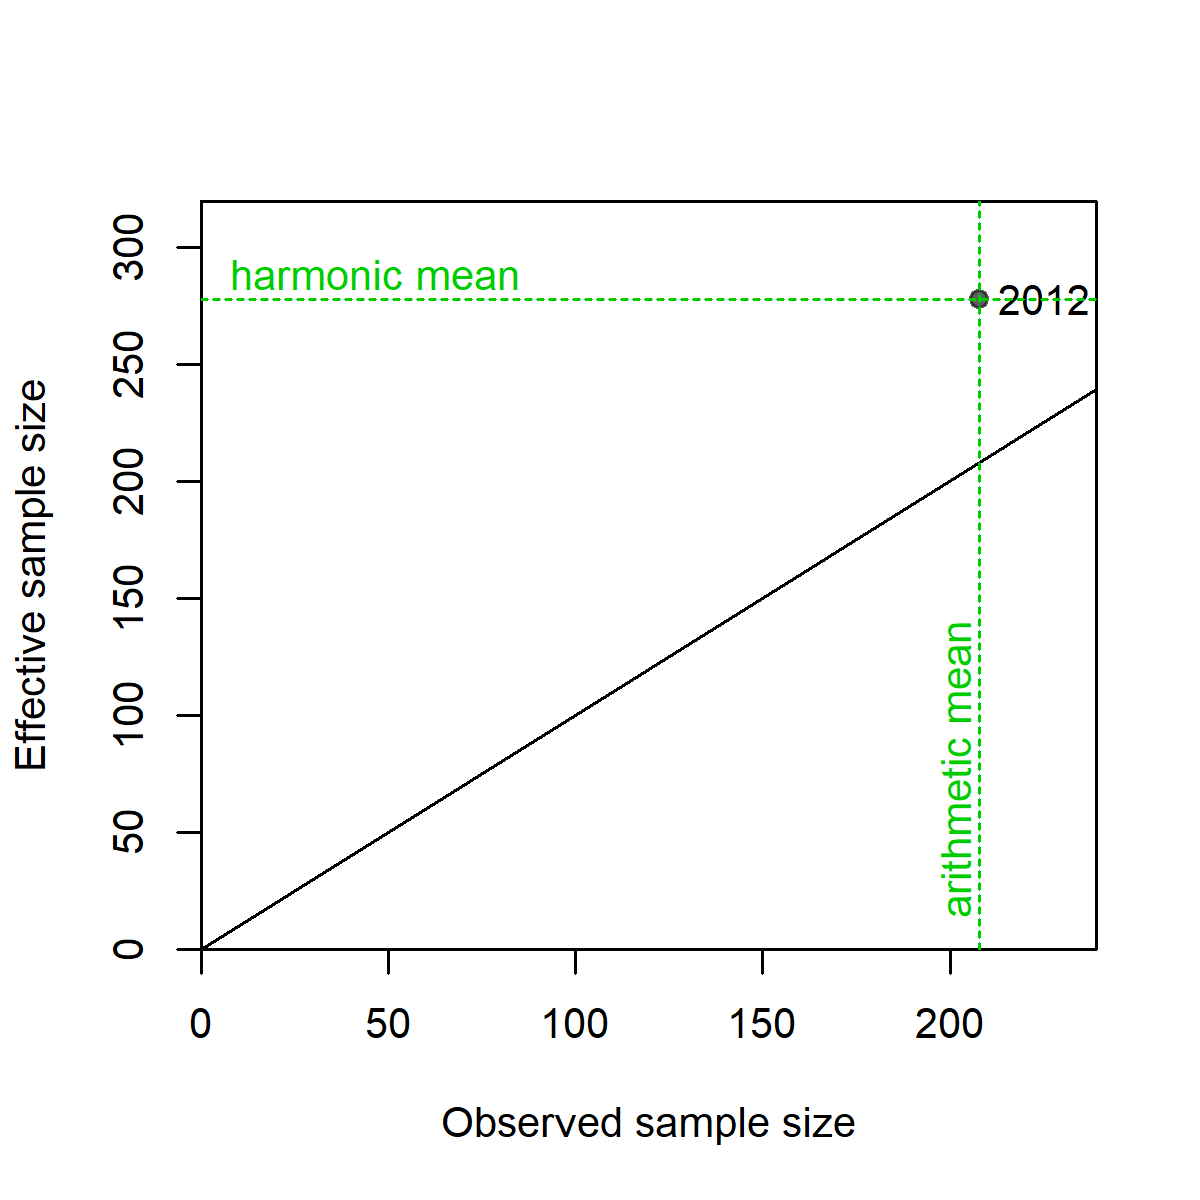 300
250
200
150
100
50
0
Effective sample size
harmonic mean
2012
arithmetic mean
0 50 100 150 200
Observed sample size